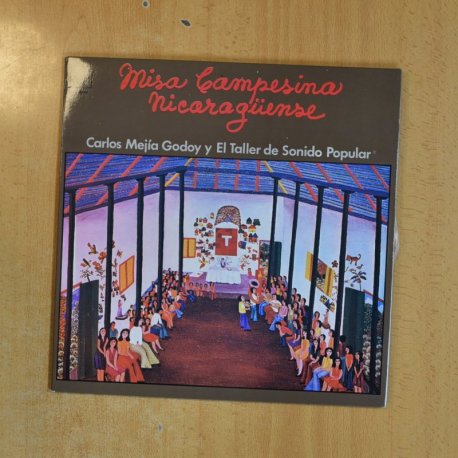 Misa Campesina
Nicaragüense
Carlos Mejía Godoy y El Taller de Sonido Popular
T